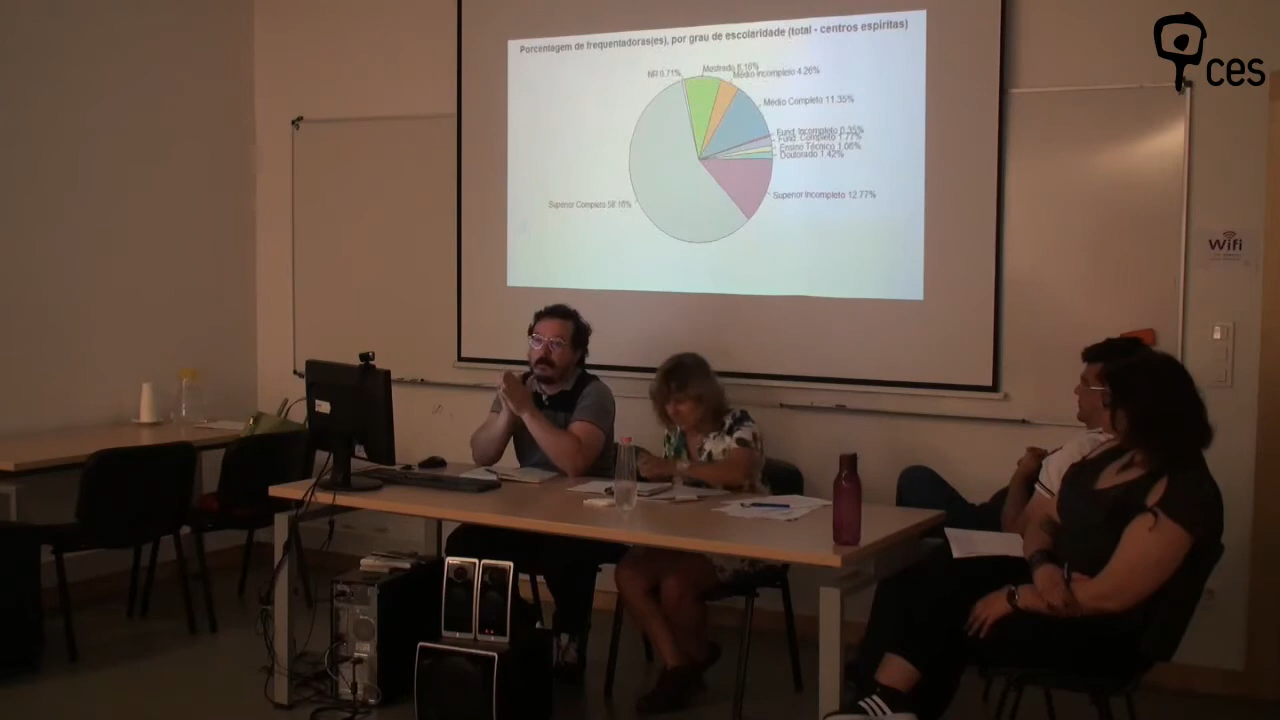 Porcentagem de frequentadoras(es), por grau de escolaridade (total - centros espíritas)
NR 0.71%
Mestrado 8.16%
Médio Incompleto 4.26%
Médio Completo 11.35%
Fund. Incompleto 0.35%
Fund. Completo 1.77%
Ensino Técnico 1.06%
Doutorado 1.42%
Superior Incompleto 12.77%
Superior Completo 58.16%
ces
Wifi